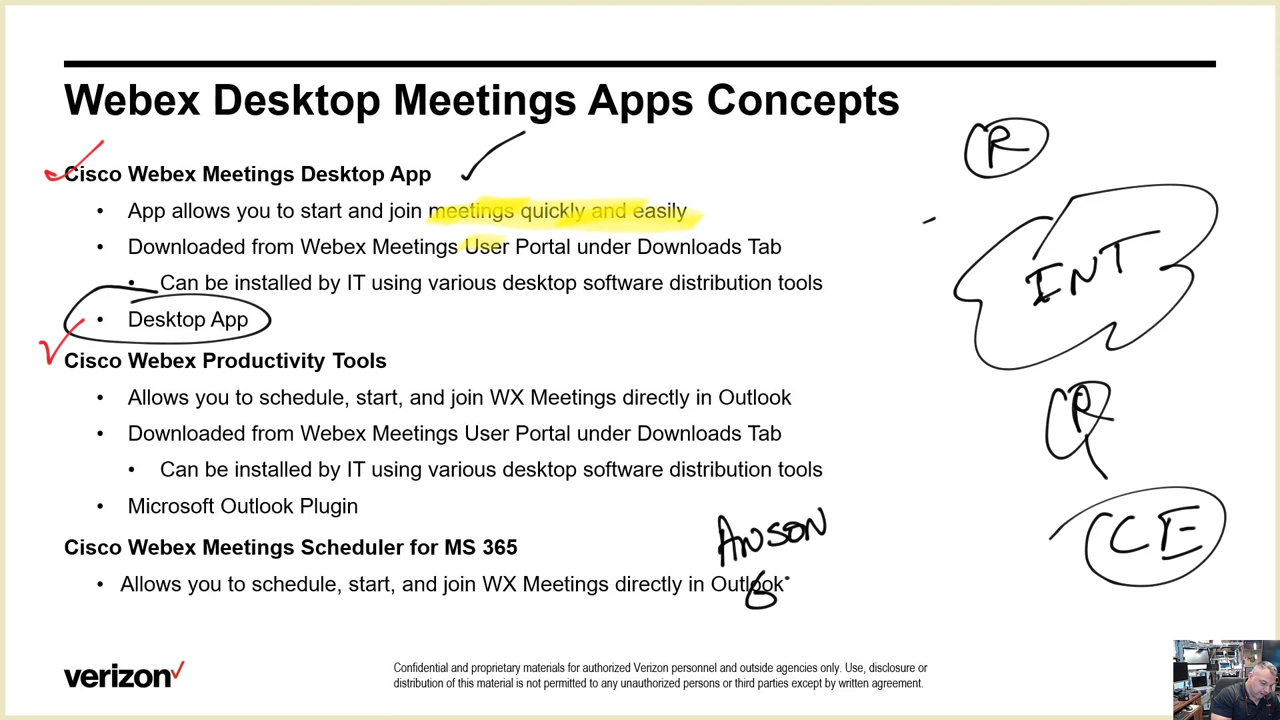 Webex Desktop Meetings Apps Concepts
R
Cisco Webex Meetings Desktop App
• App allows you to start and join meetings quickly and easily
• Downloaded from Webex Meetings User Portal under Downloads Tab
• Can be installed by IT using various desktop software distribution tools
INT
• Desktop App
Cisco Webex Productivity Tools
• Allows you to schedule, start, and join WX Meetings directly in Outlook
R
• Downloaded from Webex Meetings User Portal under Downloads Tab
• Can be installed by IT using various desktop software distribution tools
• Microsoft Outlook Plugin
ANSON
CE
Cisco Webex Meetings Scheduler for MS 365
• Allows you to schedule, start, and join WX Meetings directly in Outlook
6
verizon
Confidential and proprietary materials for authorized Verizon personnel and outside agencies only. Use, disclosure or
distribution of this material is not permitted to any unauthorized persons or third parties except by written agreement.